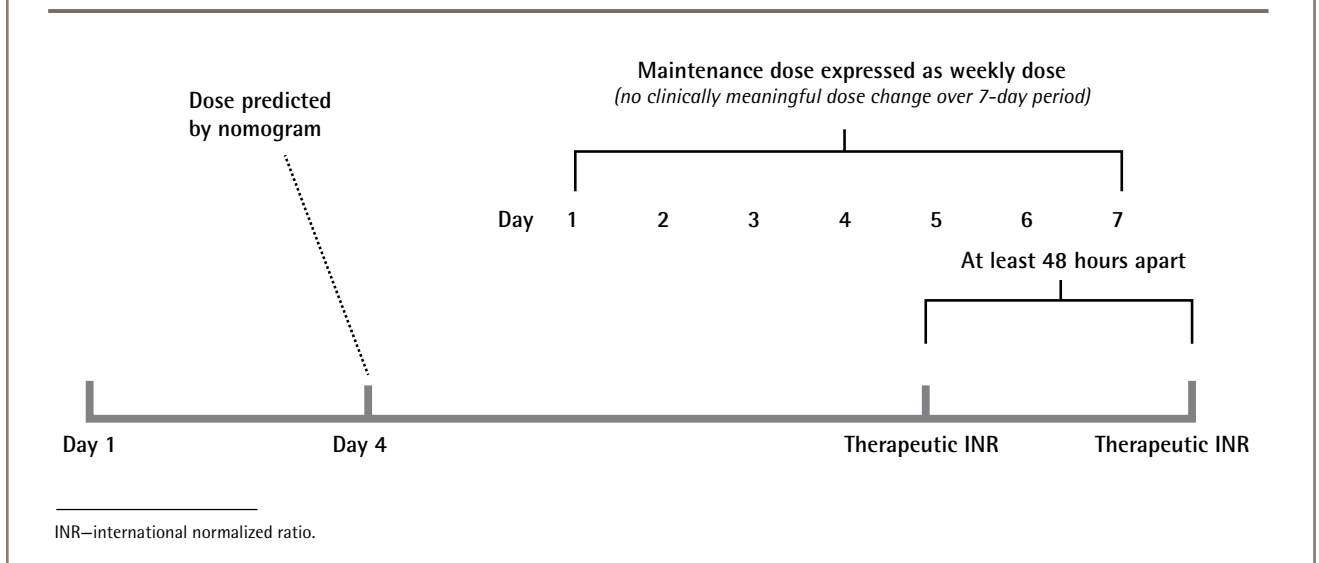 Maintenance dose expressed as weekly dose
(no clinically meaningful dose change over 7-day period)
Dose predicted
by nomogram
Day 1 2 3 4 5 6 7
At least 48 hours apart
Day 1 Day 4 Therapeutic INR Therapeutic INR
INR—international normalized ratio.